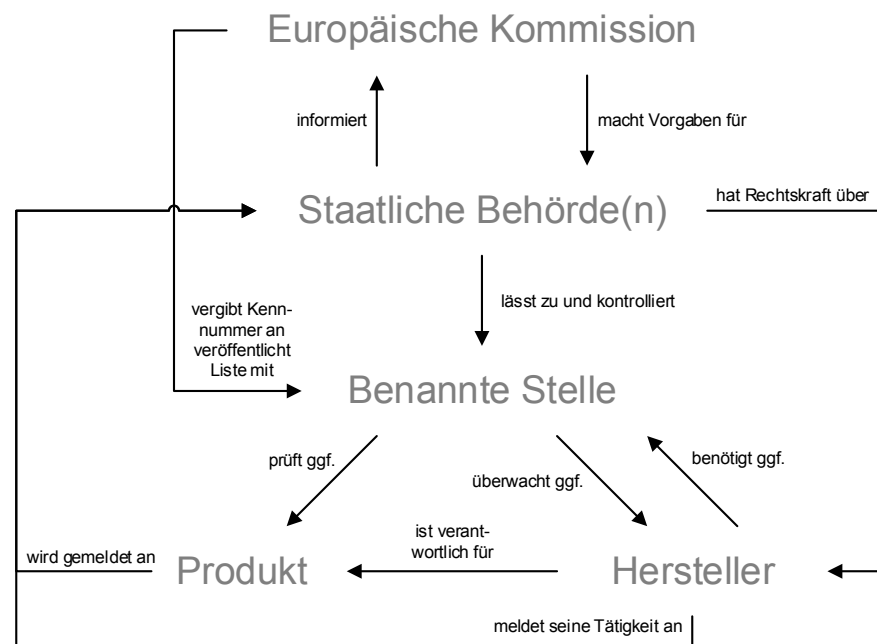 Europäische Kommission
informiert
macht Vorgaben für
Staatliche Behörde(n)
hat Rechtskraft über
lässt zu und kontrolliert
vergibt Kenn-
nummer an
veröffentlicht
Liste mit
Benannte Stelle
prüft ggf.
überwacht ggf.
benötigt ggf.
ist verant-
wortlich für
wird gemeldet an
Produkt
Hersteller
meldet seine Tätigkeit an